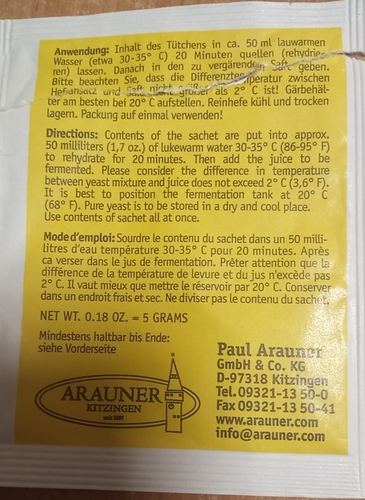 Anwendung: Inhalt des Tütchens in ca. 50 ml lauwarmen
Wasser (etwa 30-35° C) 20 Minuten quellen (rehydrie-
ren) lassen. Danach in den zu vergärenden Saft geben.
Bitte beachten Sie, dass die Differenztemperatur zwischen
Hefeansatz und Saft nicht größer als 2° C ist! Gärbehäl-
ter am besten bei 20° C aufstellen. Reinhefe kühl und trocken
lagern. Packung auf einmal verwenden!
Directions: Contents of the sachet are put into approx.
50 milliliters (1,7 oz.) of lukewarm water 30-35° C (86-95° F)
to rehydrate for 20 minutes. Then add the juice to be
fermented. Please consider the difference in temperature
between yeast mixture and juice does not exceed 2° C (3,6° F).
It is best to position the fermentation tank at 20° C
(68° F). Pure yeast is to be stored in a dry and cool place.
Use contents of sachet all at once.
Mode d'emploi: Sourdre le contenu du sachet dans un 50 milli-
litres d'eau température 30-35° C pour 20 minutes. Après
ca verser dans le jus de fermentation. Prêter attention que la
différence de la température de levure et du jus n'excède pas
2° C. Il vaut mieux que mettre le réservoir par 20° C. Conserver
dans un endroit frais et sec. Ne diviser pas le contenu du sachet.
NET WT. 0.18 OZ. = 5 GRAMS
Mindestens haltbar bis Ende:
siehe Vorderseite
ARAUNER
KITZINGEN
Paul Arauner
GmbH & Co. KG
D-97318 Kitzingen
Tel. 09321-13 50-0
Fax 09321-13 50-41
www.arauner.com
info@arauner.com